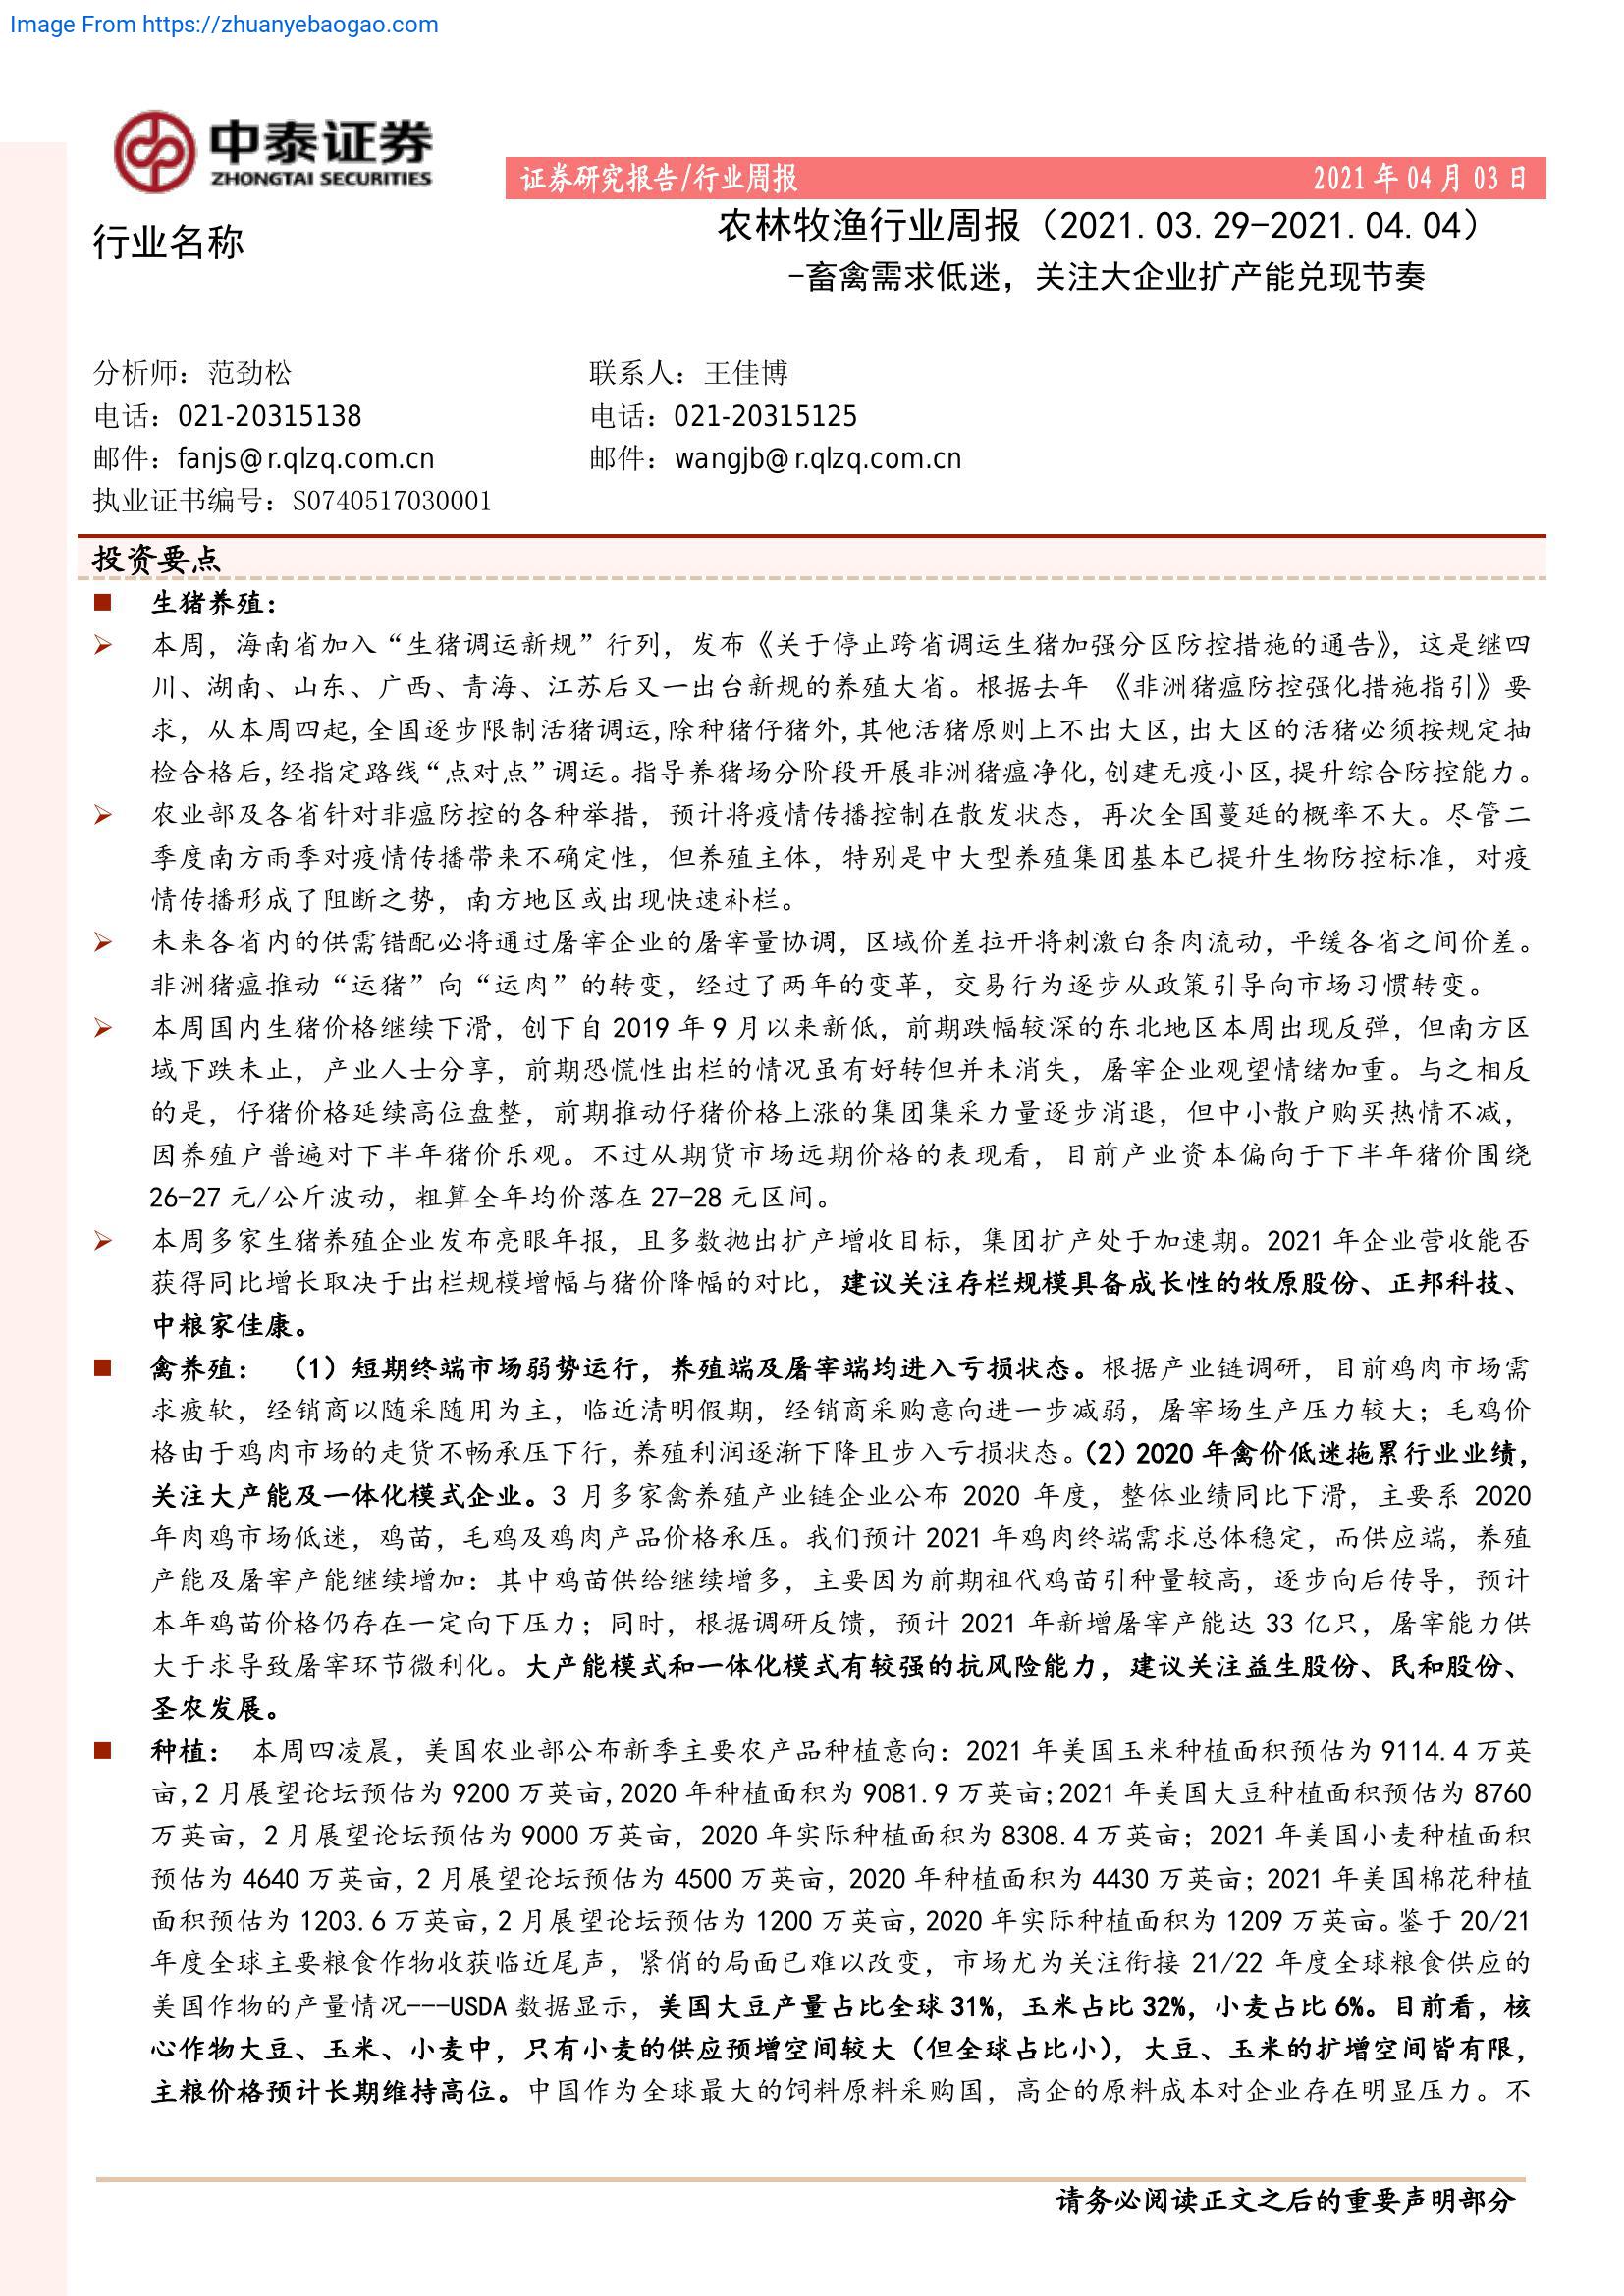 Image From https://zhuanyebaogao.com
中泰证券
ZHONGTAI SECURITIES
证券研究报告/行业周报
2021年04月03日
行业名称
农林牧渔行业周报（2021.03.29-2021.04.04）
-畜禽需求低迷，关注大企业扩产能兑现节奏
分析师：范劲松
联系人：王佳博
电话：021-20315138
电话：021-20315125
邮件：fanjs@r.qlzq.com.cn
邮件：wangjb@r.qlzq.com.cn
执业证书编号：S0740517030001
投资要点
■ 生猪养殖：
➢ 本周，海南省加入“生猪调运新规”行列，发布《关于停止跨省调运生猪加强分区防控措施的通告》，这是继四
川、湖南、山东、广西、青海、江苏后又一出台新规的养殖大省。根据去年 《非洲猪瘟防控强化措施指引》要
求，从本周四起,全国逐步限制活猪调运,除种猪仔猪外,其他活猪原则上不出大区,出大区的活猪必须按规定抽
检合格后,经指定路线“点对点”调运。指导养猪场分阶段开展非洲猪瘟净化,创建无疫小区,提升综合防控能力。
➢ 农业部及各省针对非瘟防控的各种举措，预计将疫情传播控制在散发状态，再次全国蔓延的概率不大。尽管二
季度南方雨季对疫情传播带来不确定性，但养殖主体，特别是中大型养殖集团基本已提升生物防控标准，对疫
情传播形成了阻断之势，南方地区或出现快速补栏。
➢ 未来各省内的供需错配必将通过屠宰企业的屠宰量协调，区域价差拉开将刺激白条肉流动，平缓各省之间价差。
非洲猪瘟推动“运猪”向“运肉”的转变，经过了两年的变革，交易行为逐步从政策引导向市场习惯转变。
➢ 本周国内生猪价格继续下滑，创下自 2019 年 9 月以来新低，前期跌幅较深的东北地区本周出现反弹，但南方区
域下跌未止，产业人士分享，前期恐慌性出栏的情况虽有好转但并未消失，屠宰企业观望情绪加重。与之相反
的是，仔猪价格延续高位盘整，前期推动仔猪价格上涨的集团集采力量逐步消退，但中小散户购买热情不减，
因养殖户普遍对下半年猪价乐观。不过从期货市场远期价格的表现看，目前产业资本偏向于下半年猪价围绕
26-27 元/公斤波动，粗算全年均价落在 27-28 元区间。
➢ 本周多家生猪养殖企业发布亮眼年报，且多数抛出扩产增收目标，集团扩产处于加速期。2021 年企业营收能否
获得同比增长取决于出栏规模增幅与猪价降幅的对比，建议关注存栏规模具备成长性的牧原股份、正邦科技、
中粮家佳康。
■ 禽养殖： （1）短期终端市场弱势运行，养殖端及屠宰端均进入亏损状态。根据产业链调研，目前鸡肉市场需
求疲软，经销商以随采随用为主，临近清明假期，经销商采购意向进一步减弱，屠宰场生产压力较大；毛鸡价
格由于鸡肉市场的走货不畅承压下行，养殖利润逐渐下降且步入亏损状态。（2）2020 年禽价低迷拖累行业业绩，
关注大产能及一体化模式企业。3 月多家禽养殖产业链企业公布 2020 年度，整体业绩同比下滑，主要系 2020
年肉鸡市场低迷，鸡苗，毛鸡及鸡肉产品价格承压。我们预计 2021 年鸡肉终端需求总体稳定，而供应端，养殖
产能及屠宰产能继续增加：其中鸡苗供给继续增多，主要因为前期祖代鸡苗引种量较高，逐步向后传导，预计
本年鸡苗价格仍存在一定向下压力；同时，根据调研反馈，预计 2021 年新增屠宰产能达 33 亿只，屠宰能力供
大于求导致屠宰环节微利化。大产能模式和一体化模式有较强的抗风险能力，建议关注益生股份、民和股份、
圣农发展。
■ 种植： 本周四凌晨，美国农业部公布新季主要农产品种植意向：2021 年美国玉米种植面积预估为 9114.4 万英
亩,2 月展望论坛预估为 9200 万英亩,2020 年种植面积为 9081.9 万英亩;2021 年美国大豆种植面积预估为 8760
万英亩，2 月展望论坛预估为 9000 万英亩，2020 年实际种植面积为 8308.4 万英亩；2021 年美国小麦种植面积
预估为 4640 万英亩，2 月展望论坛预估为 4500 万英亩，2020 年种植面积为 4430 万英亩；2021 年美国棉花种植
面积预估为 1203.6 万英亩,2 月展望论坛预估为 1200 万英亩,2020 年实际种植面积为 1209 万英亩。鉴于 20/21
年度全球主要粮食作物收获临近尾声，紧俏的局面已难以改变，市场尤为关注衔接 21/22 年度全球粮食供应的
美国作物的产量情况---USDA 数据显示，美国大豆产量占比全球 31%，玉米占比 32%，小麦占比 6%。目前看，核
心作物大豆、玉米、小麦中，只有小麦的供应预增空间较大（但全球占比小），大豆、玉米的扩增空间皆有限，
主粮价格预计长期维持高位。中国作为全球最大的饲料原料采购国，高企的原料成本对企业存在明显压力。不
请务必阅读正文之后的重要声明部分